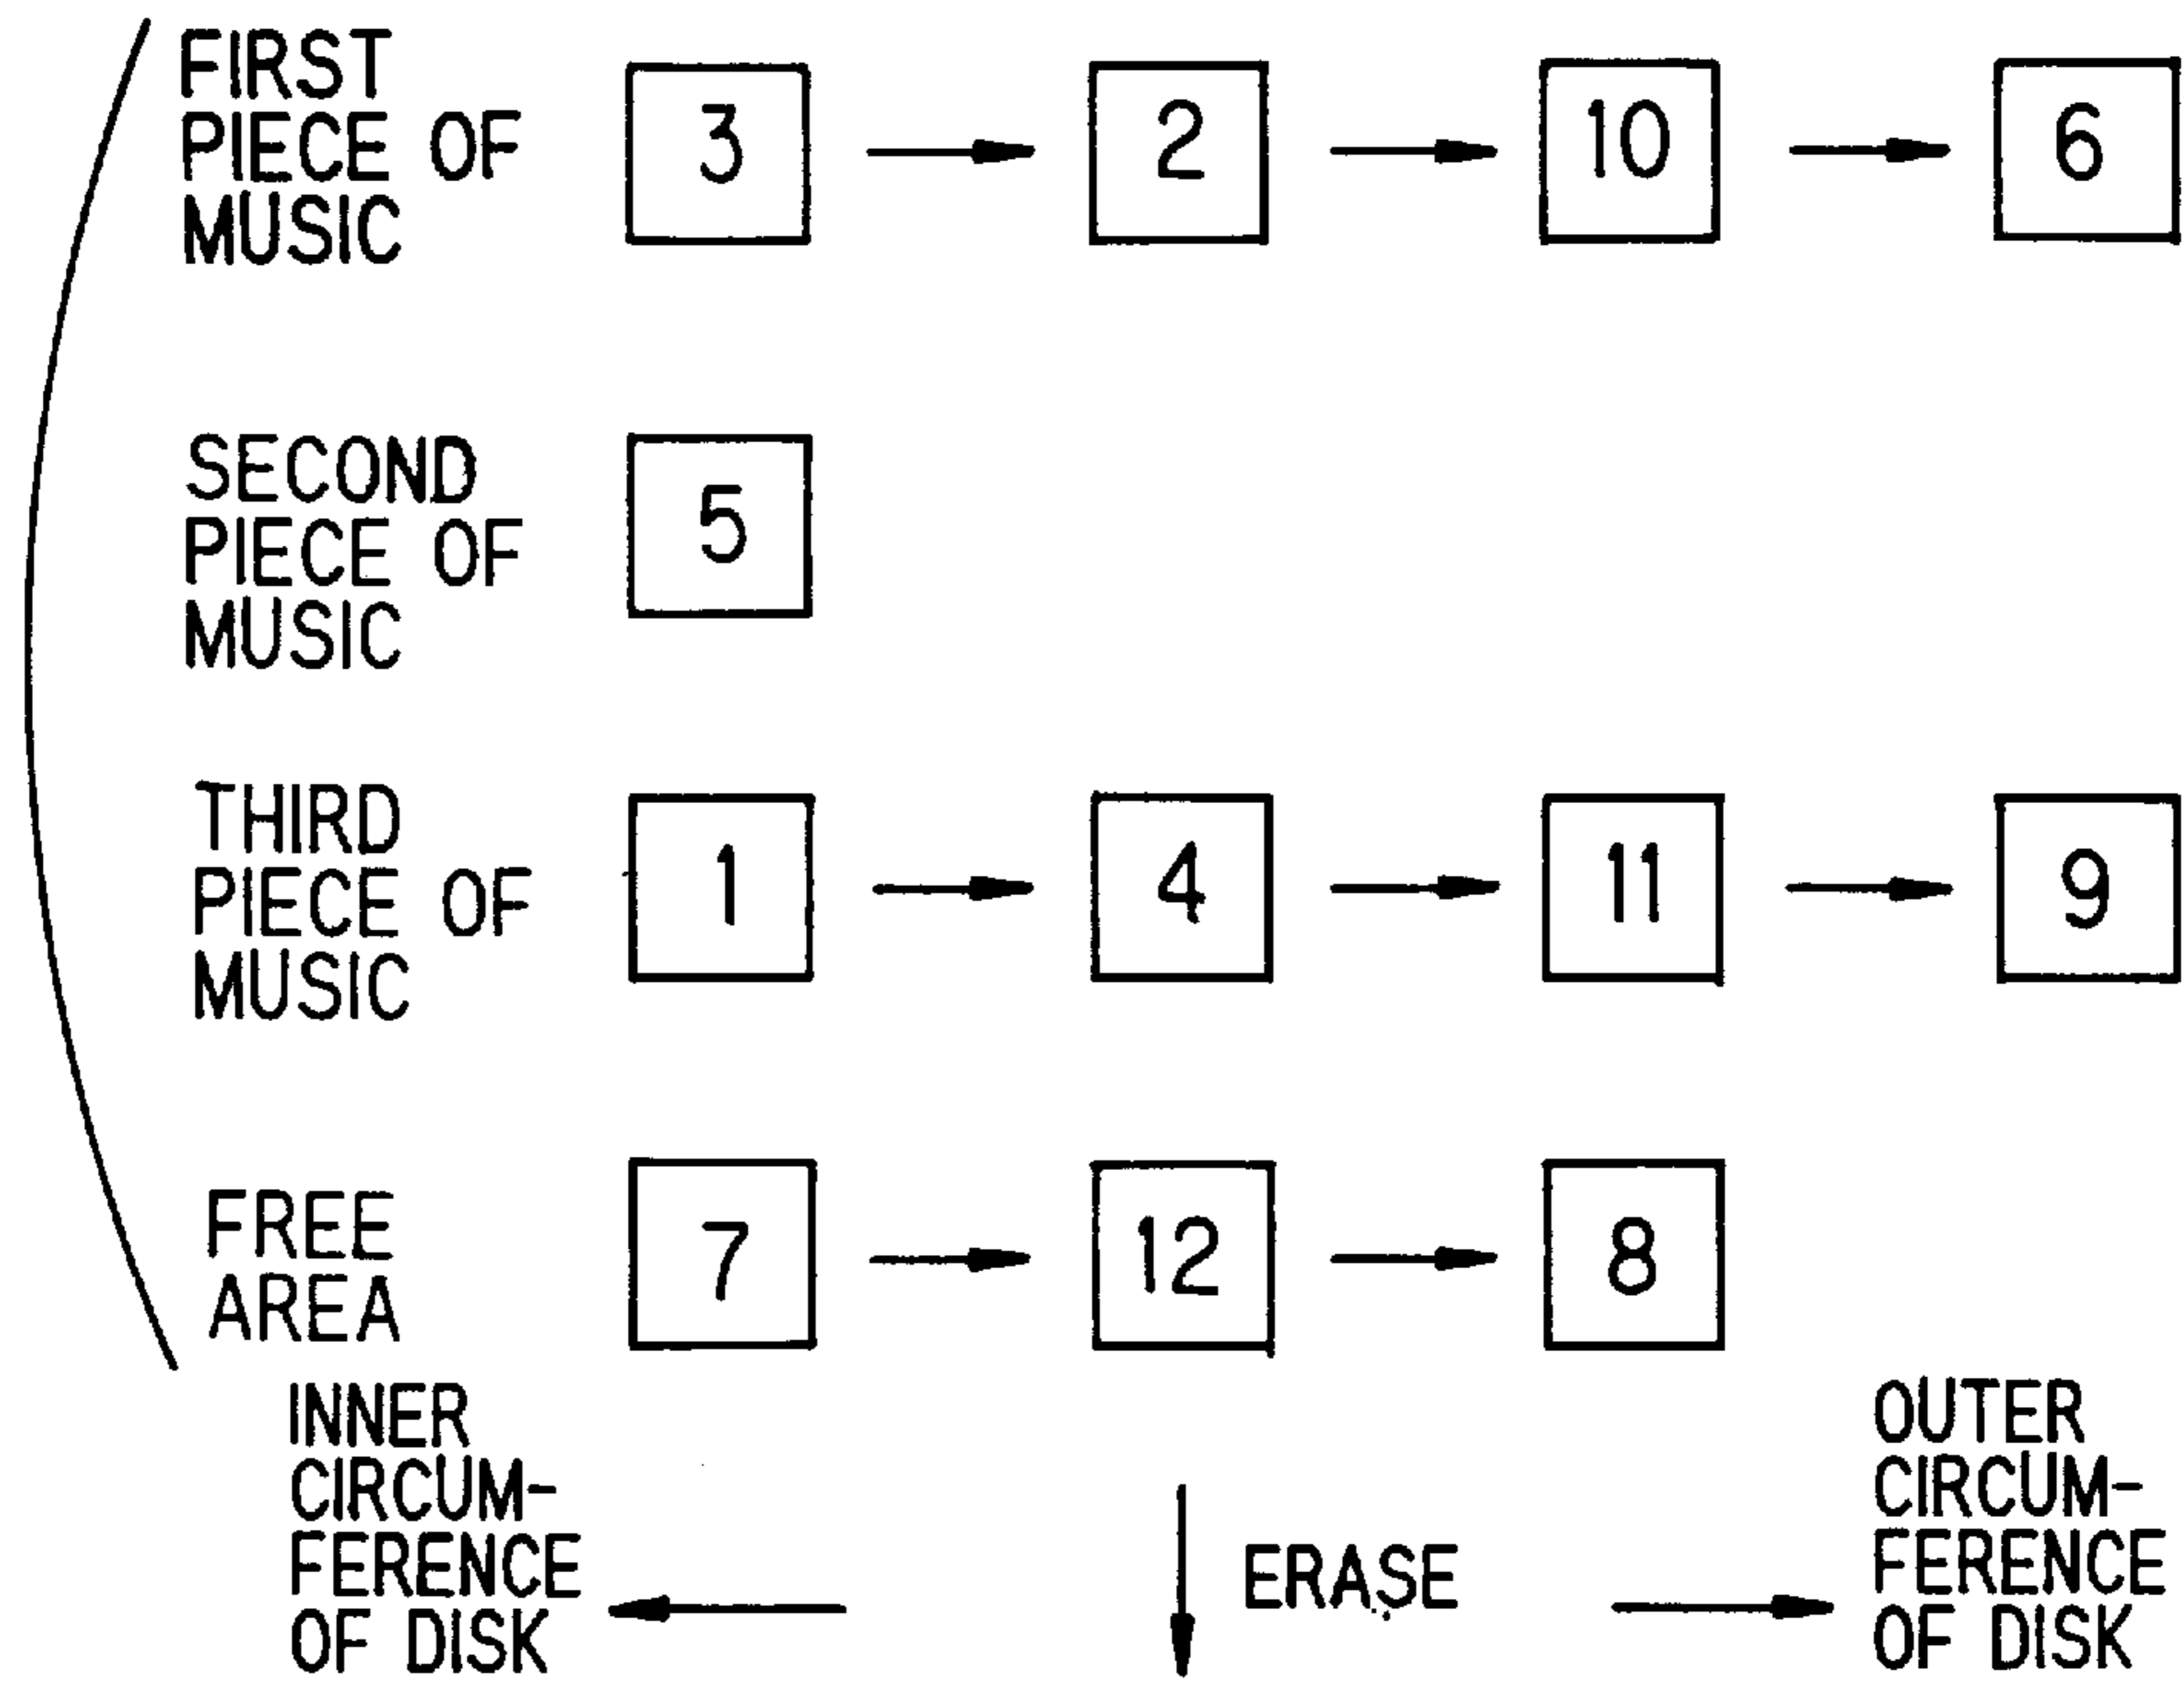 FIRST
PIECE OF
MUSIC
3
2
10
6
SECOND
PIECE OF
MUSIC
5
THIRD
PIECE OF
MUSIC
1
4
11
9
FREE
AREA
7
12
8
INNER
CIRCUM-
FERENCE
OF DISK
ERASE
OUTER
CIRCUM-
FERENCE
OF DISK